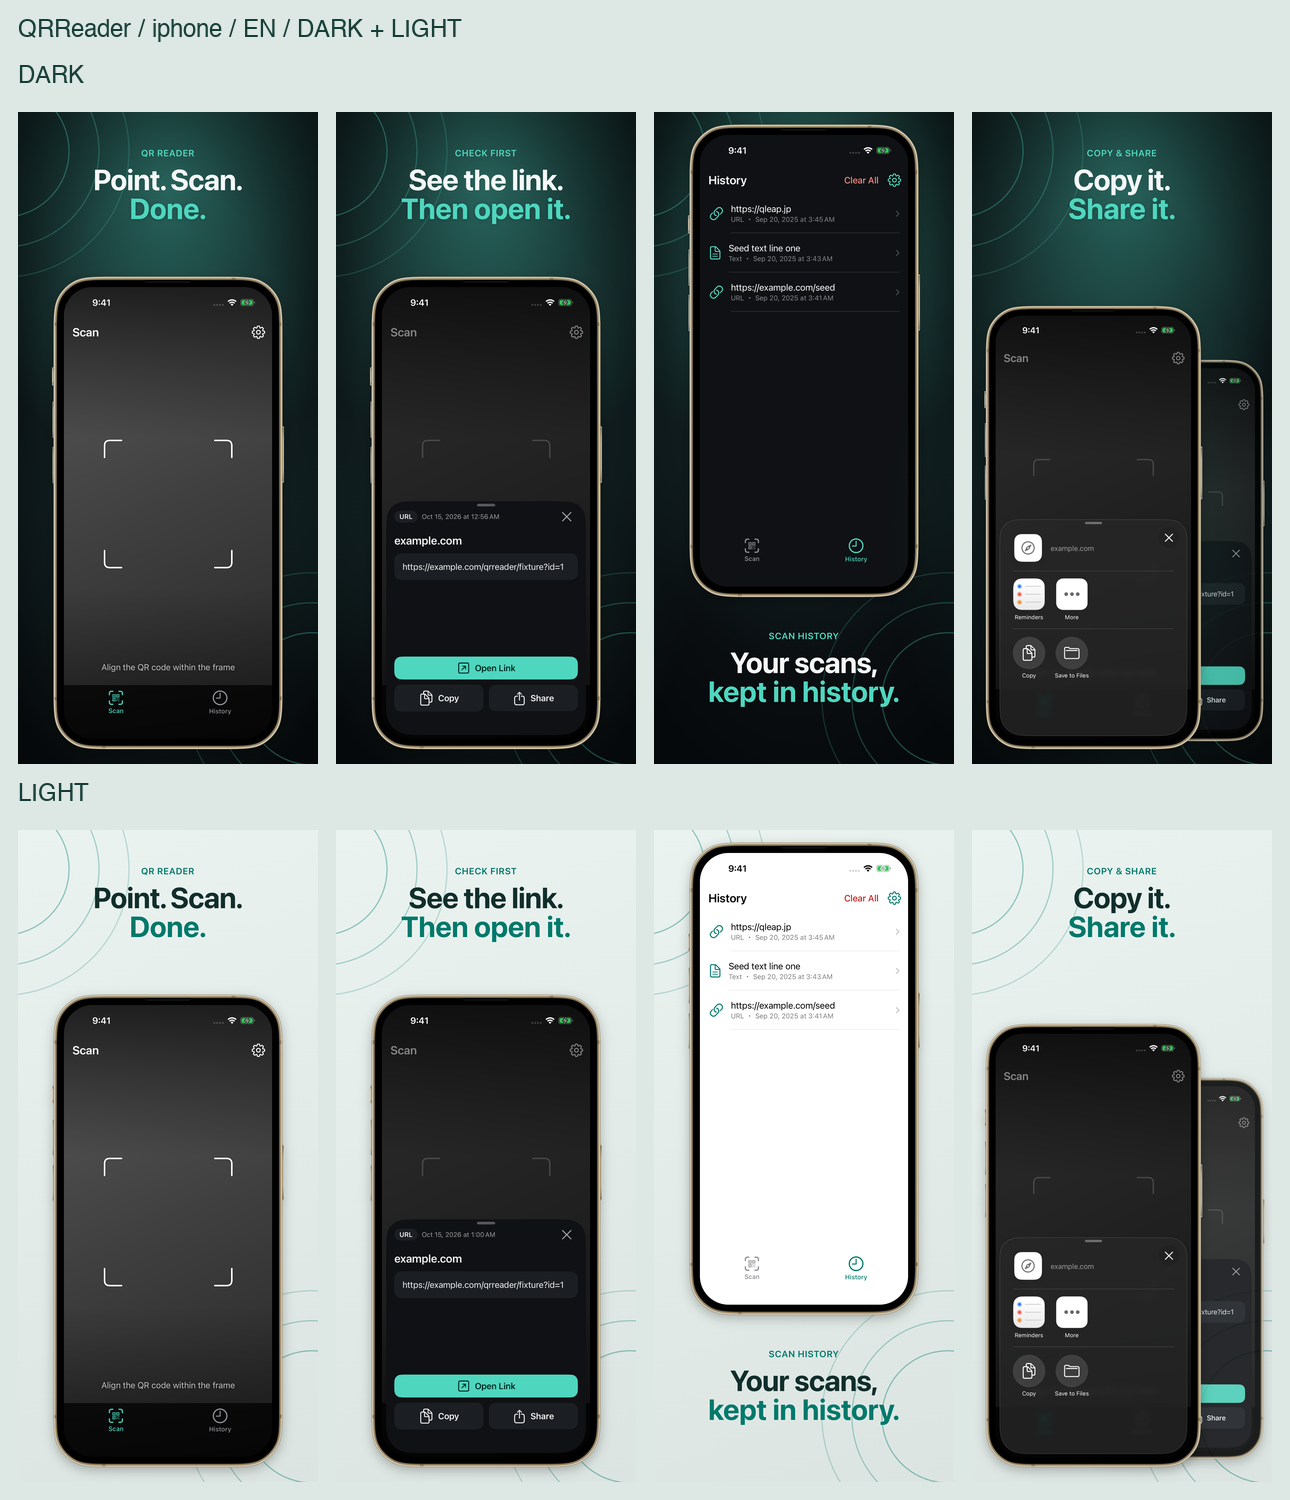 QRReader / iphone / EN / DARK + LIGHT
DARK
QR READER
Point. Scan.
Done.
9:41
Scan
Align the QR code within the frame
Scan
History
CHECK FIRST
See the link.
Then open it.
9:41
Scan
URL Oct 15, 2026 at 12:56 AM
example.com
https://example.com/qrreader/fixture?id=1
Open Link
Copy
Share
9:41
History
Clear All
https://qleap.jp
URL • Sep 20, 2025 at 3:45 AM
Seed text line one
Text • Sep 20, 2025 at 3:43 AM
https://example.com/seed
URL • Sep 20, 2025 at 3:41 AM
Scan
History
SCAN HISTORY
Your scans,
kept in history.
COPY & SHARE
Copy it.
Share it.
9:41
Scan
example.com
Reminders
More
Copy
Save to Files
xture?id=1
Share
LIGHT
QR READER
Point. Scan.
Done.
9:41
Scan
Align the QR code within the frame
Scan
History
CHECK FIRST
See the link.
Then open it.
9:41
Scan
URL Oct 15, 2026 at 1:00 AM
example.com
https://example.com/qrreader/fixture?id=1
Open Link
Copy
Share
9:41
History
Clear All
https://qleap.jp
URL • Sep 20, 2025 at 3:45 AM
Seed text line one
Text • Sep 20, 2025 at 3:43 AM
https://example.com/seed
URL • Sep 20, 2025 at 3:41 AM
Scan
History
SCAN HISTORY
Your scans,
kept in history.
COPY & SHARE
Copy it.
Share it.
9:41
Scan
example.com
Reminders
More
Copy
Save to Files
xture?id=1
Share